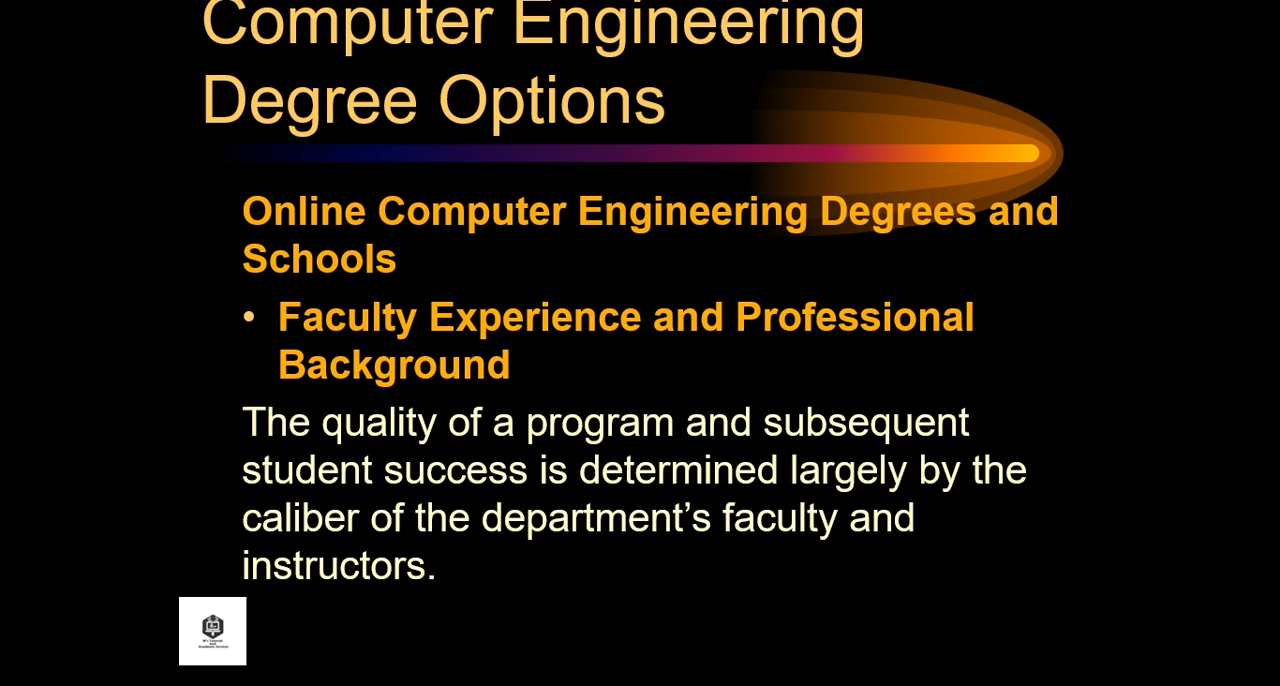 Computer Engineering
Degree Options
Online Computer Engineering Degrees and
Schools
• Faculty Experience and Professional
Background
The quality of a program and subsequent
student success is determined largely by the
caliber of the department’s faculty and
instructors.